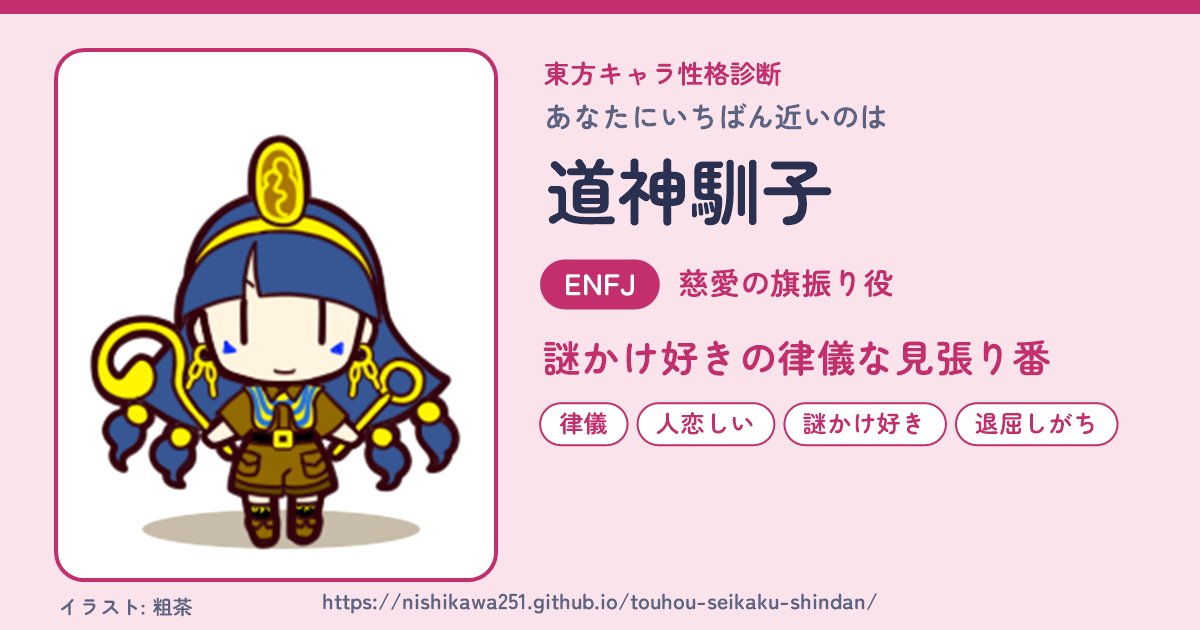 東方キャラ性格診断
あなたにいちばん近いのは
道神馴子
ENFJ 慈愛の旗振り役
謎かけ好きの律儀な見張り番
律儀 人恋しい 謎かけ好き 退屈しがち
イラスト: 粗茶 https://nishikawa251.github.io/touhou-seikaku-shindan/